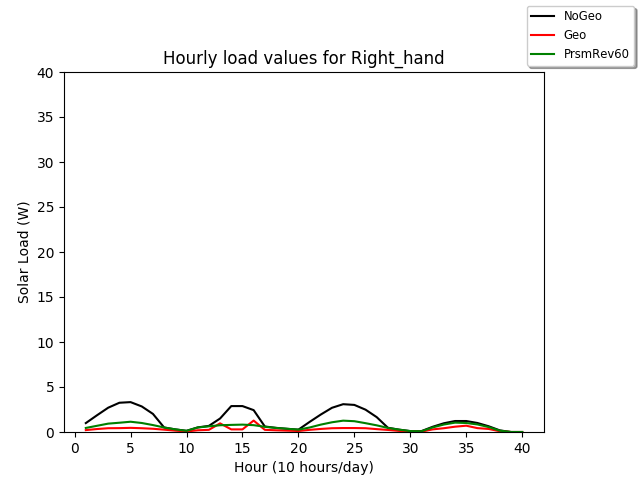 NoGeo
Geo
PrsmRev60
Hourly load values for Right_hand
40
35
30
25
20
15
10
5
0
Solar Load (W)
0 5 10 15 20 25 30 35 40
Hour (10 hours/day)